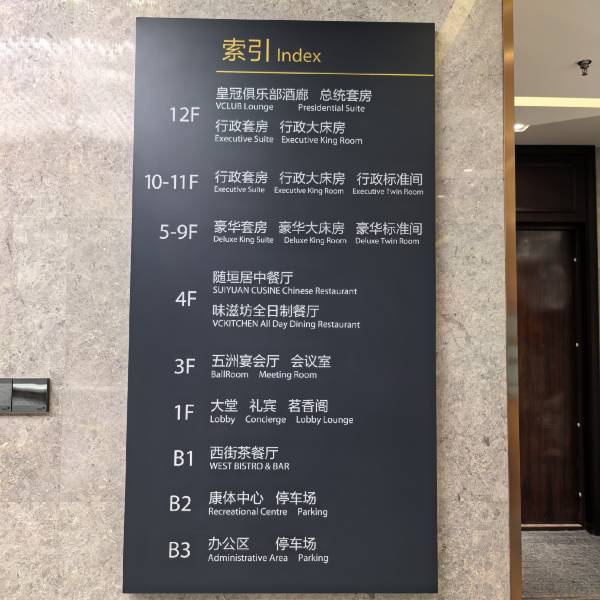 索引 Index
12F
皇冠俱乐部酒廊 总统套房
VCLUB Lounge Presidential Suite
行政套房 行政大床房
Executive Suite Executive King Room
10-11F
行政套房 行政大床房 行政标准间
Executive Suite Executive King Room Executive Twin Room
5-9F
豪华套房 豪华大床房 豪华标准间
Deluxe King Suite Deluxe King Room Deluxe Twin Room
4F
随垣居中餐厅
SUIYUAN CUSINE Chinese Restaurant
味滋坊全日制餐厅
VCKITCHEN All Day Dining Restaurant
3F
五洲宴会厅 会议室
BallRoom Meeting Room
1F
大堂 礼宾 茗香阁
Lobby Concierge Lobby Lounge
B1
西街茶餐厅
WEST BISTRO & BAR
B2
康体中心 停车场
Recreational Centre Parking
B3
办公区 停车场
Administrative Area Parking